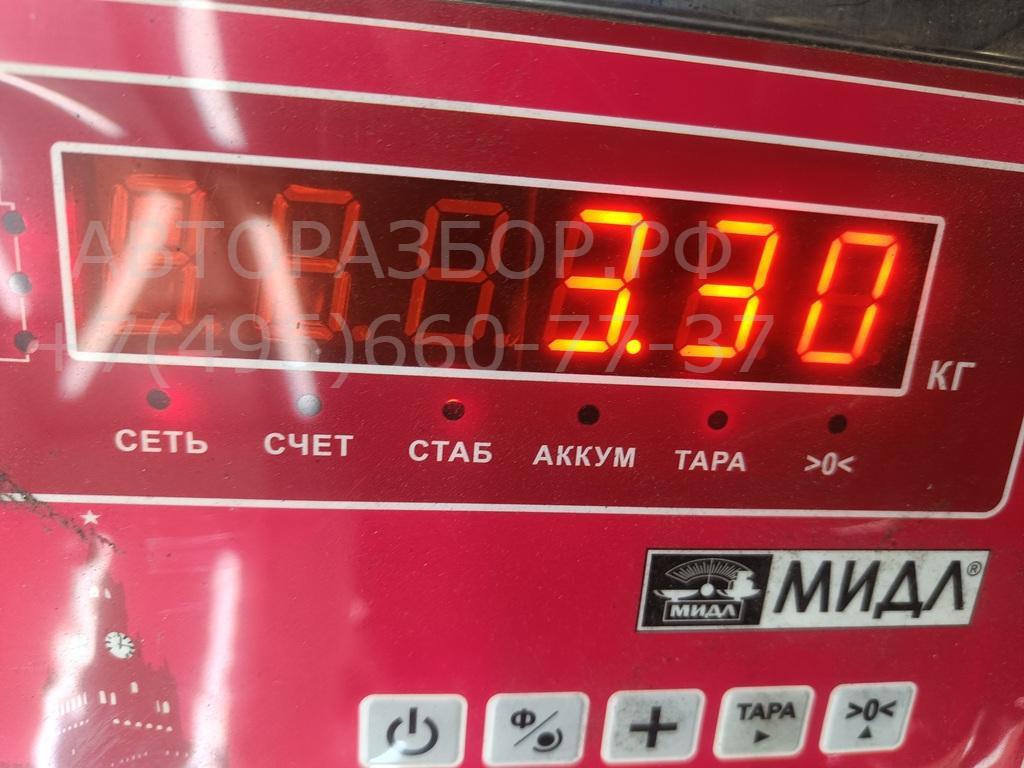 АВТОРАЗБОР.РФ
+7(495)660-77-37
3.30
КГ
СЕТЬ СЧЕТ СТАБ АККУМ ТАРА >0<
МИДЛ МИДЛ®
Ф ТАРА >0<